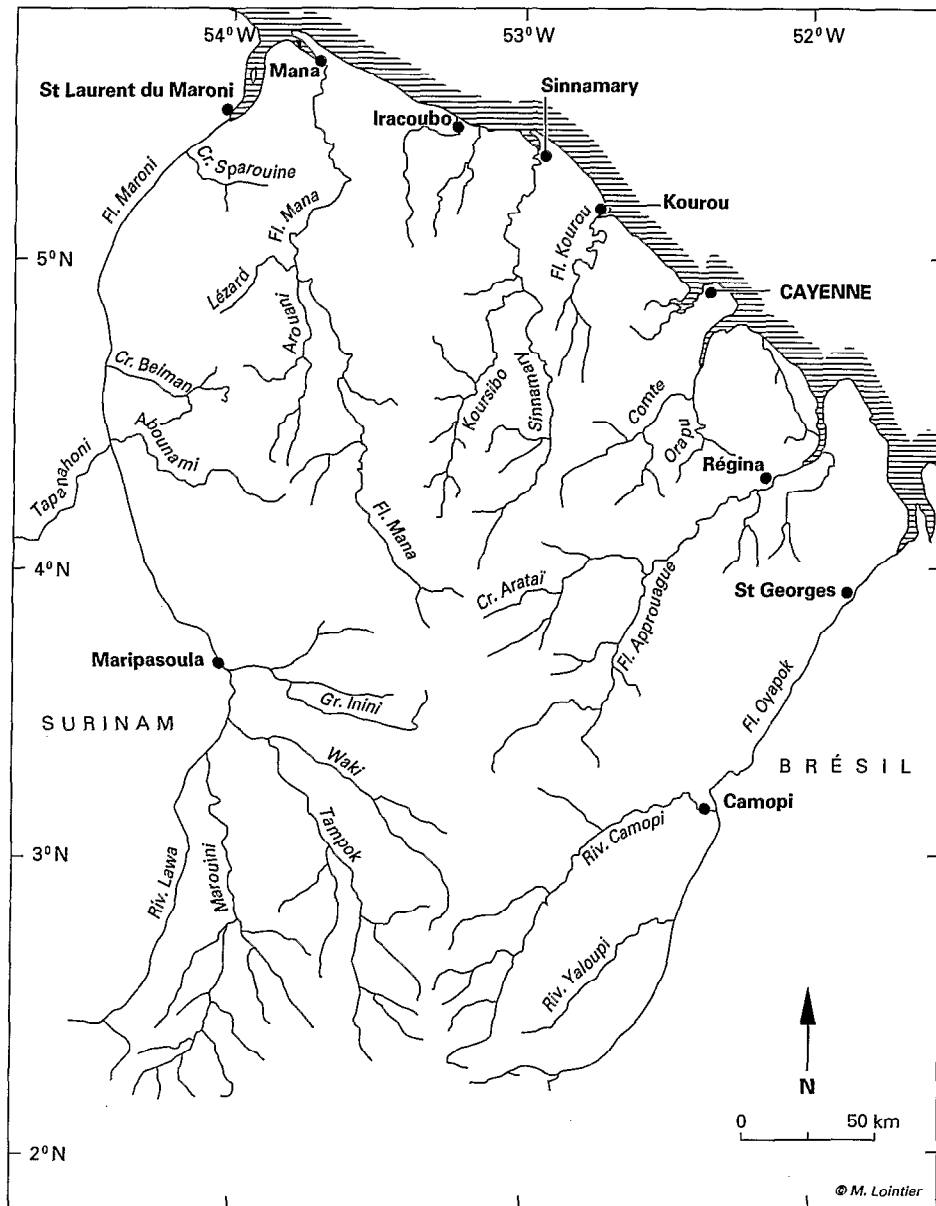 54°W
53°W
52°W
Mana
St Laurent du Maroni
Sinnamary
Iracoubo
Cr. Sparouine
Fl. Maroni
Fl. Mana
Kourou
Fl. Kourou
5°N
Lézard
Arouani
CAYENNE
Cr. Belman
Abounami
Koursibo
Sinnamary
Comte
Orapu
Régina
Tapanahoni
Fl. Mana
4°N
Cr. Arataï
Fl. Approuague
St Georges
Maripasoula
Gr. Inini
SURINAM
Fl. Oyapok
Waki
BRÉSIL
Tampok
Camopi
Riv. Camopi
3°N
Riv. Lawa
Marouini
Riv. Yaloupi
N
0 50 km
2°N
© M. Lointier